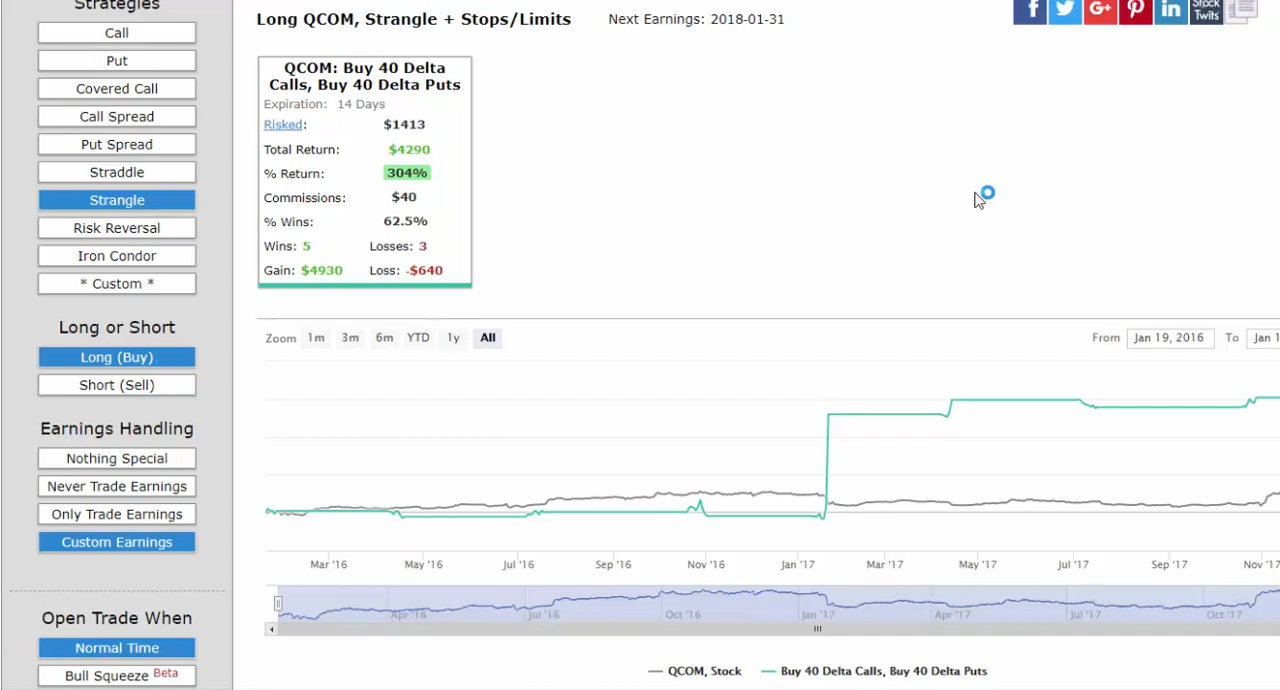 Strategies
Call
Put
Covered Call
Call Spread
Put Spread
Straddle
Strangle
Risk Reversal
Iron Condor
* Custom *
Long or Short
Long (Buy)
Short (Sell)
Earnings Handling
Nothing Special
Never Trade Earnings
Only Trade Earnings
Custom Earnings
Open Trade When
Normal Time
Bull Squeeze Beta
Long QCOM, Strangle + Stops/Limits Next Earnings: 2018-01-31
f G+ in Stock
Twits
QCOM: Buy 40 Delta
Calls, Buy 40 Delta Puts
Expiration: 14 Days
Risked: $1413
Total Return: $4290
% Return: 304%
Commissions: $40
% Wins: 62.5%
Wins: 5 Losses: 3
Gain: $4930 Loss: -$640
Zoom 1m 3m 6m YTD 1y All From Jan 19, 2016 To Jan 1
Mar '16 May '16 Jul '16 Sep '16 Nov '16 Jan '17 Mar '17 May '17 Jul '17 Sep '17 Nov '17
Apr '16 Jul '16 Oct '16 Jan '17 Apr '17 Jul '17 Oct '17
QCOM, Stock Buy 40 Delta Calls, Buy 40 Delta Puts